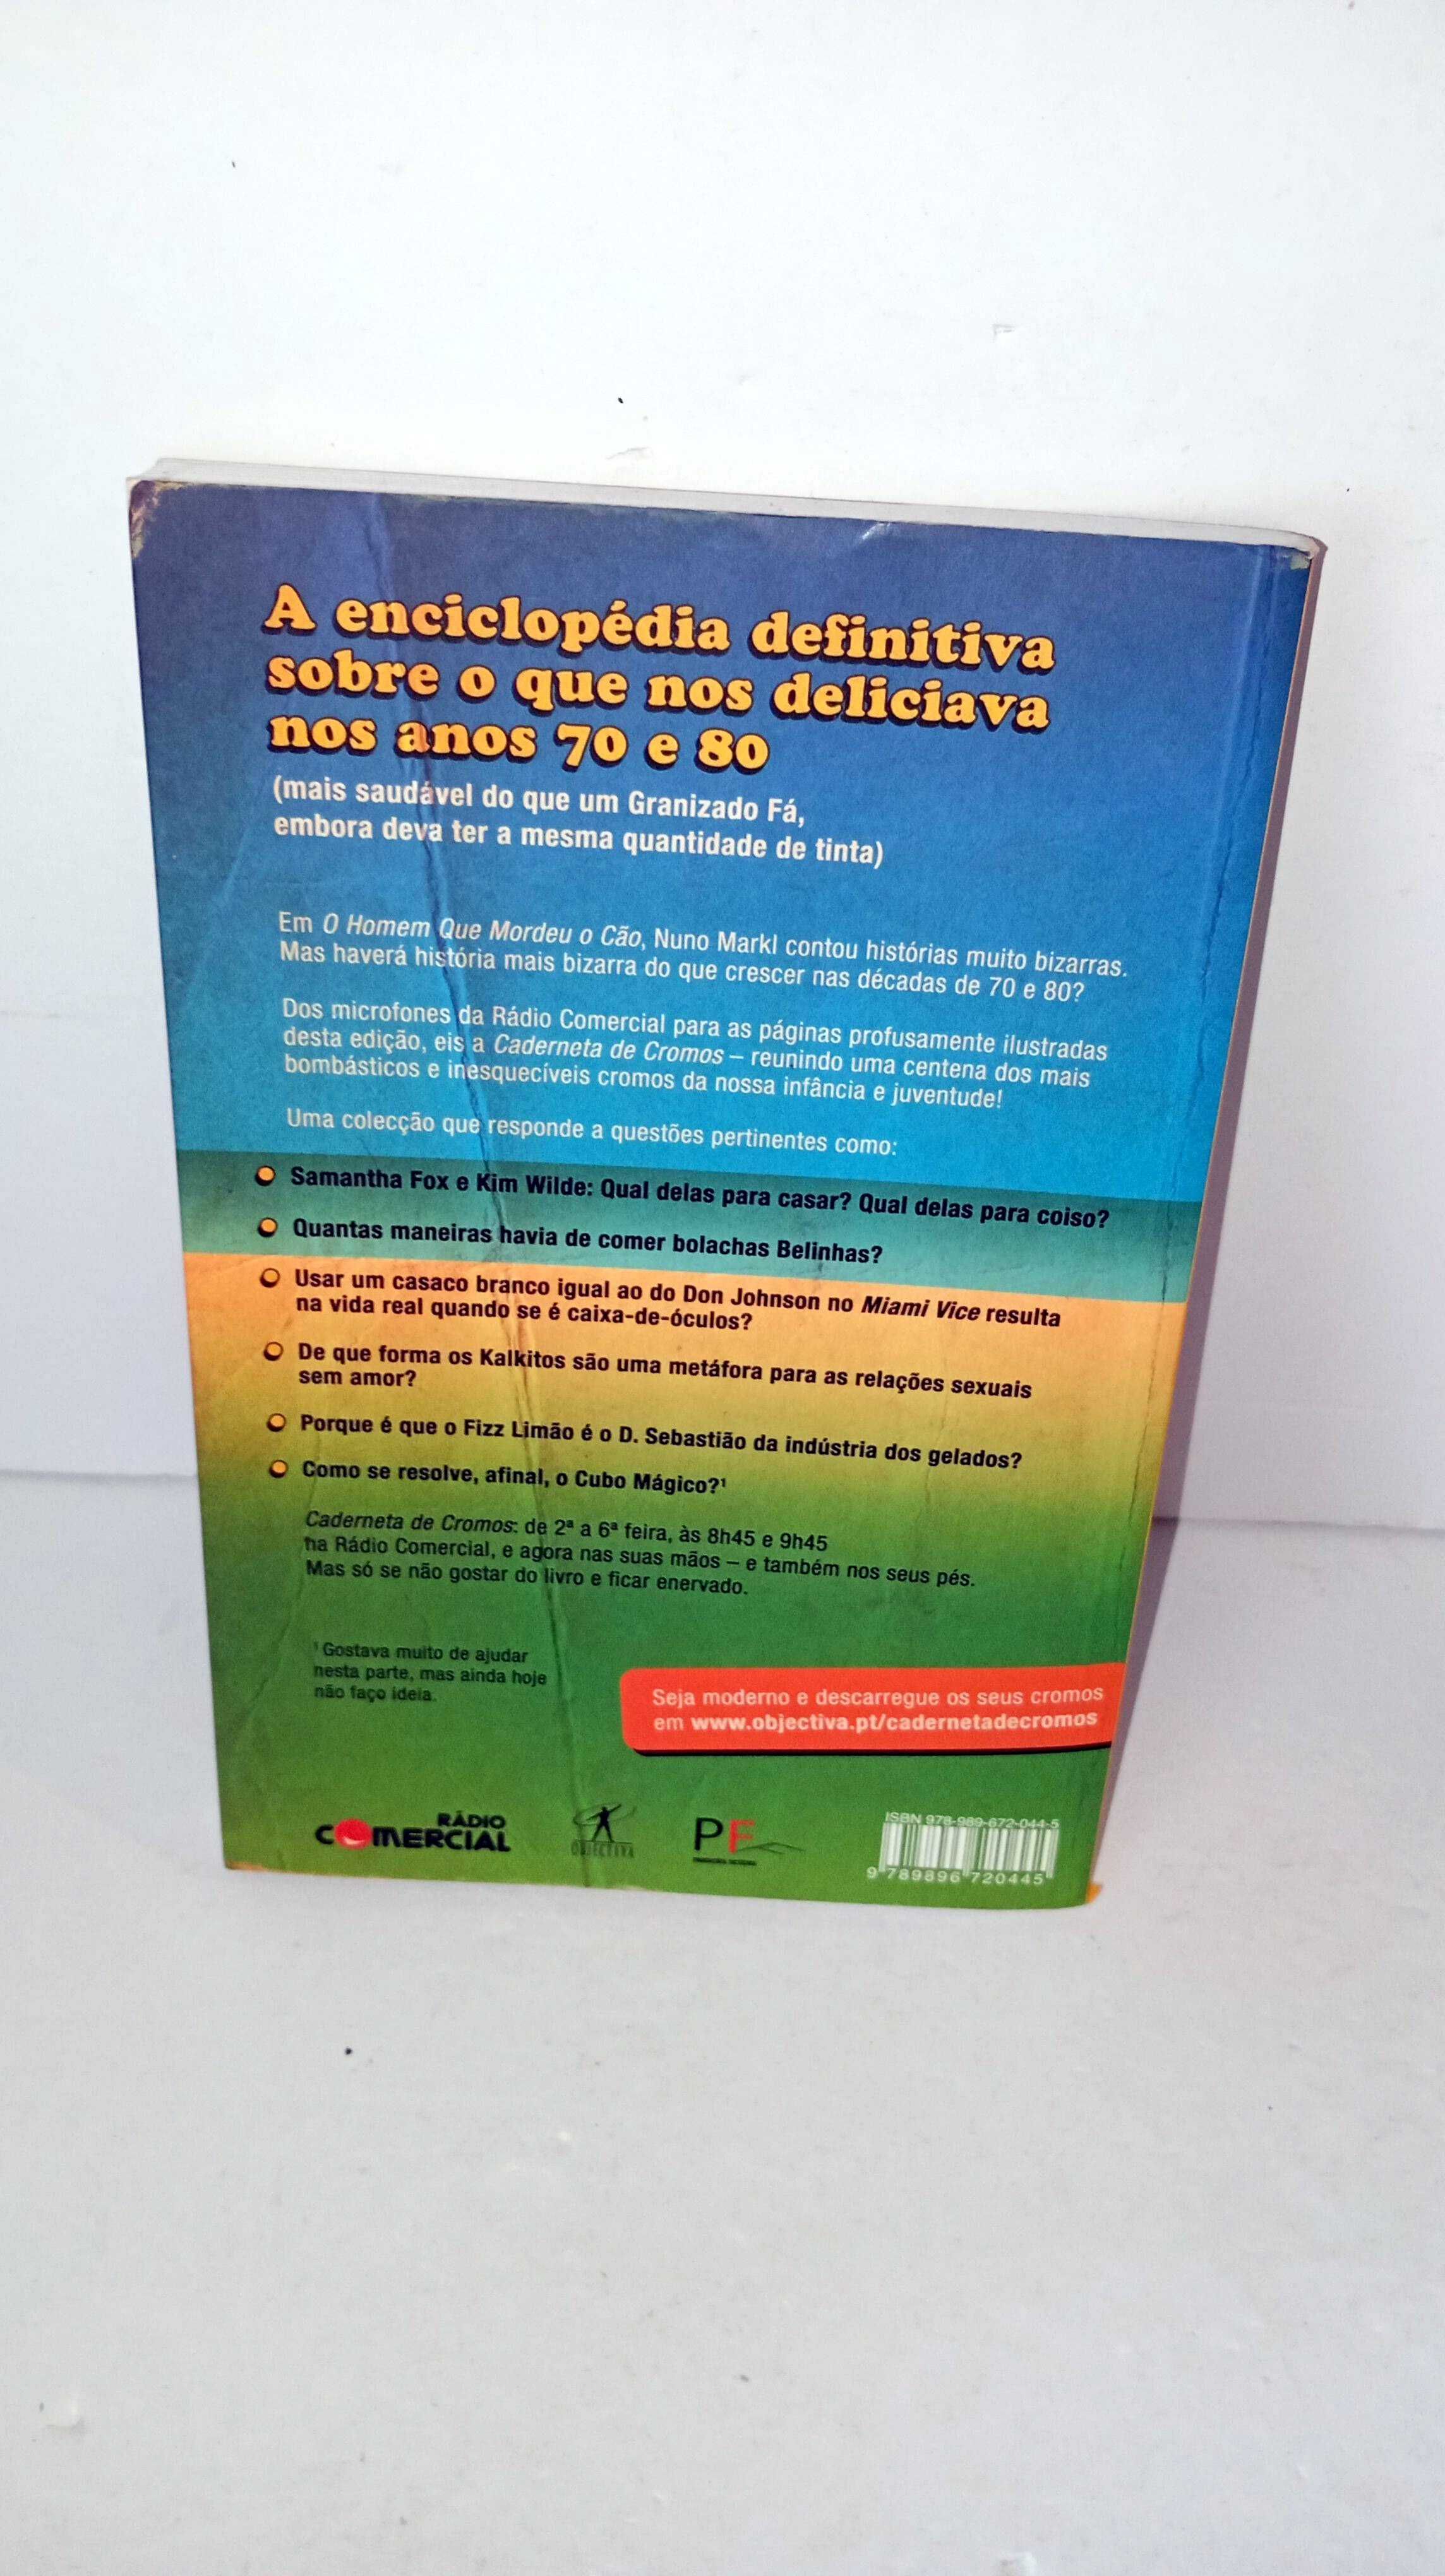 A enciclopédia definitiva
sobre o que nos deliciava
nos anos 70 e 80
(mais saudável do que um Granizado Fá,
embora deva ter a mesma quantidade de tinta)
Em O Homem Que Mordeu o Cão, Nuno Markl contou histórias muito bizarras.
Mas haverá história mais bizarra do que crescer nas décadas de 70 e 80?
Dos microfones da Rádio Comercial para as páginas profusamente ilustradas
desta edição, eis a Caderneta de Cromos – reunindo uma centena dos mais
bombásticos e inesquecíveis cromos da nossa infância e juventude!
Uma colecção que responde a questões pertinentes como:
Samantha Fox e Kim Wilde: Qual delas para casar? Qual delas para coiso?
Quantas maneiras havia de comer bolachas Belinhas?
Usar um casaco branco igual ao do Don Johnson no Miami Vice resulta
na vida real quando se é caixa-de-óculos?
De que forma os Kalkitos são uma metáfora para as relações sexuais
sem amor?
Porque é que o Fizz Limão é o D. Sebastião da indústria dos gelados?
Como se resolve, afinal, o Cubo Mágico?¹
Caderneta de Cromos: de 2ª a 6ª feira, às 8h45 e 9h45
na Rádio Comercial, e agora nas suas mãos – e também nos seus pés.
Mas só se não gostar do livro e ficar enervado.
¹ Gostava muito de ajudar
nesta parte, mas ainda hoje
não faço ideia.
Seja moderno e descarregue os seus cromos
em www.objectiva.pt/cadernetadecromos
RÁDIO
COMERCIAL
OBJECTIVA
PF
ISBN 978-989-672-044-5
9 789896 720445